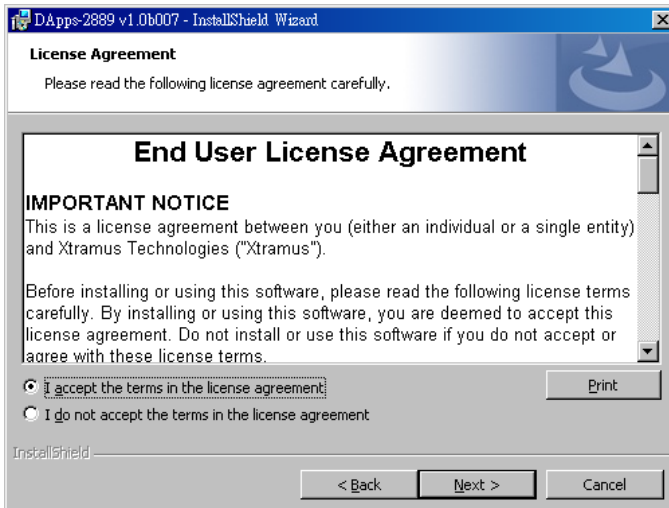 DApps-2889 v1.0b007 - InstallShield Wizard
License Agreement
Please read the following license agreement carefully.
End User License Agreement
IMPORTANT NOTICE
This is a license agreement between you (either an individual or a single entity)
and Xtramus Technologies ("Xtramus").
Before installing or using this software, please read the following license terms
carefully. By installing or using this software, you are deemed to accept this
license agreement. Do not install or use this software if you do not accept or
agree with these license terms.
I accept the terms in the license agreement
Print
I do not accept the terms in the license agreement
InstallShield
< Back
Next >
Cancel